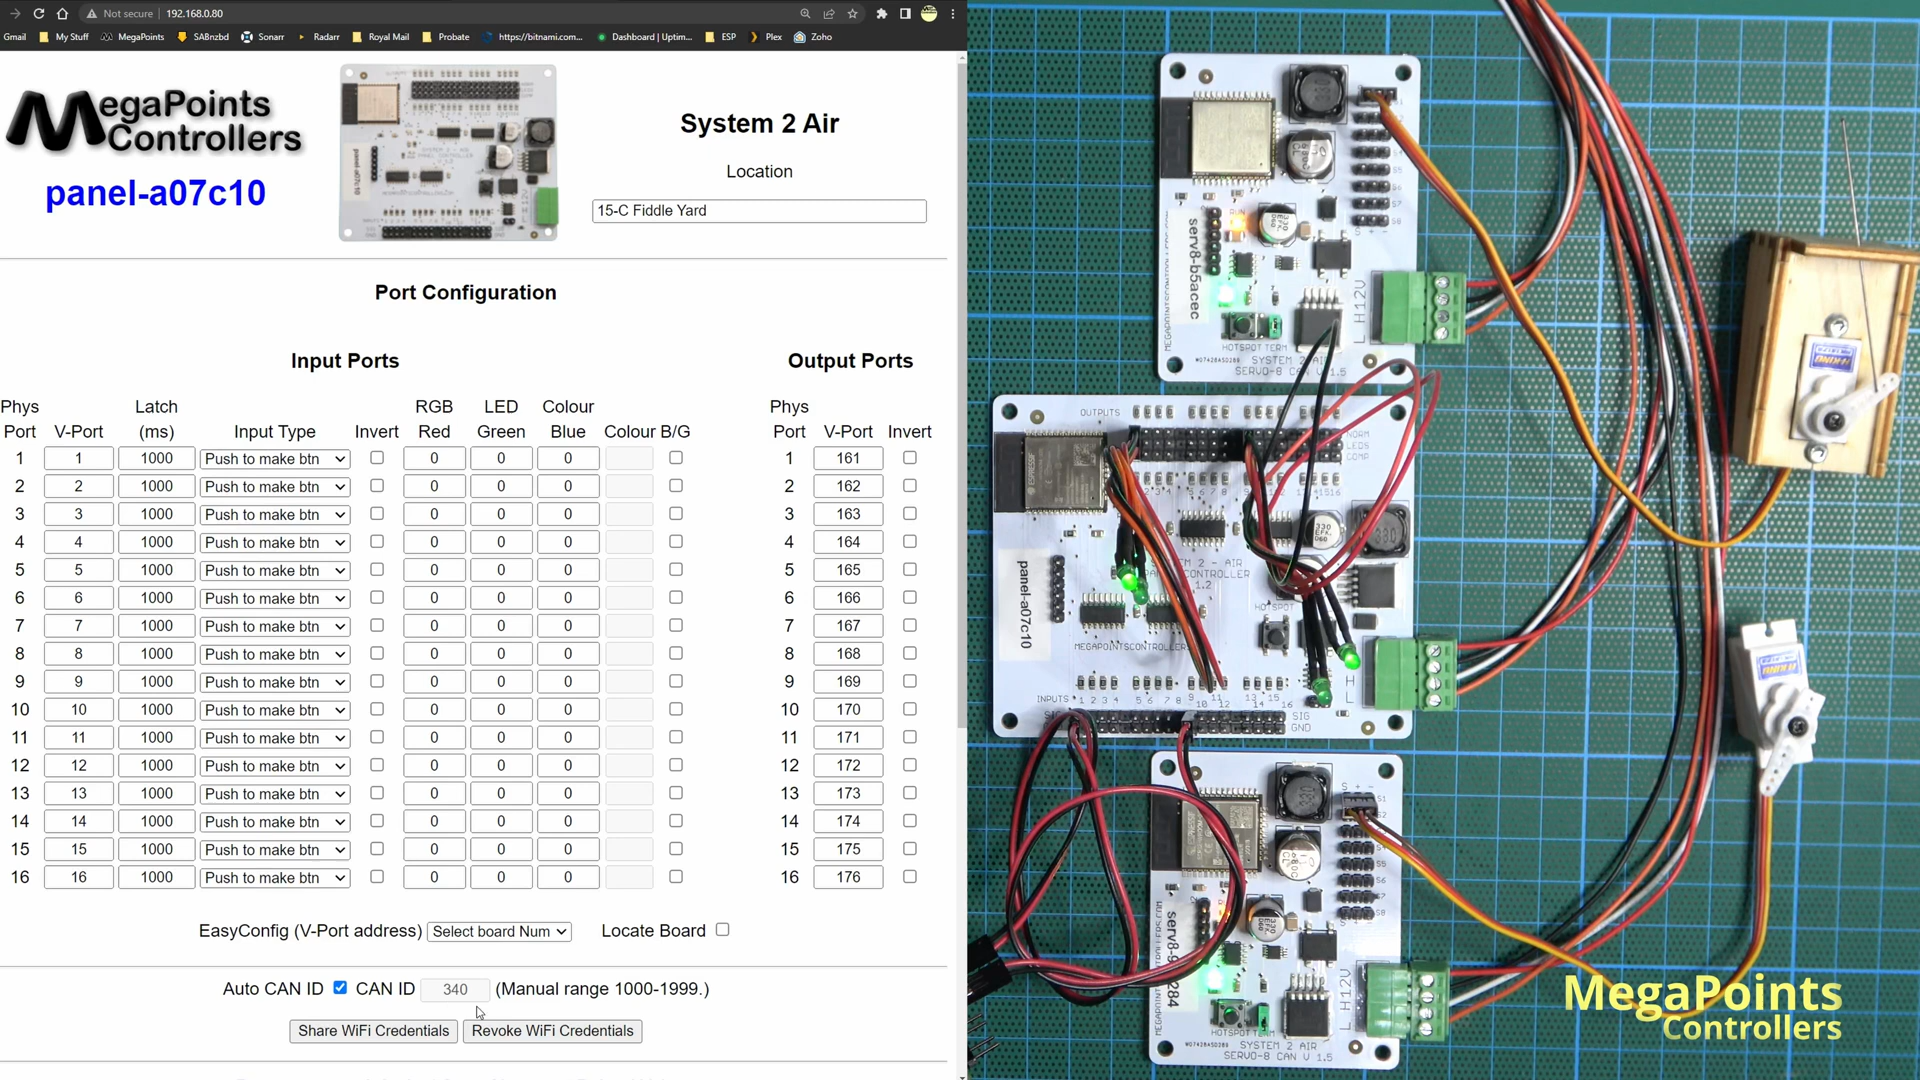 Not secure
192.168.0.80
Gmail
My Stuff
MegaPoints
SABnzbd
Sonarr
Radarr
Royal Mail
Probate
https://bitnami.com...
Dashboard | Uptim...
ESP
Plex
Zoho
MegaPoints
Controllers
panel-a07c10
System 2 Air
Location
15-C Fiddle Yard
Port Configuration
Input Ports
Output Ports
Phys Port V-Port Latch (ms) Input Type Invert RGB Red LED Green Colour Blue Colour B/G
Phys Port V-Port Invert
1 1 1000 Push to make btn 0 0 0 1 161
2 2 1000 Push to make btn 0 0 0 2 162
3 3 1000 Push to make btn 0 0 0 3 163
4 4 1000 Push to make btn 0 0 0 4 164
5 5 1000 Push to make btn 0 0 0 5 165
6 6 1000 Push to make btn 0 0 0 6 166
7 7 1000 Push to make btn 0 0 0 7 167
8 8 1000 Push to make btn 0 0 0 8 168
9 9 1000 Push to make btn 0 0 0 9 169
10 10 1000 Push to make btn 0 0 0 10 170
11 11 1000 Push to make btn 0 0 0 11 171
12 12 1000 Push to make btn 0 0 0 12 172
13 13 1000 Push to make btn 0 0 0 13 173
14 14 1000 Push to make btn 0 0 0 14 174
15 15 1000 Push to make btn 0 0 0 15 175
16 16 1000 Push to make btn 0 0 0 16 176
EasyConfig (V-Port address) Select board Num Locate Board
Auto CAN ID CAN ID 340 (Manual range 1000-1999.)
Share WiFi Credentials
Revoke WiFi Credentials
serv8-b5acec
RUN
HOTSPOT TERM
SYSTEM 2 AIR
SERVO-8 CAN V 1.5
L H 12V
OUTPUTS
NORM
LEDS
COMP
panel-a07c10
1.2
HOTSPOT
MEGAPOINTSCONTROLLERS
INPUTS
SIG
GND
H
L
330
SYSTEM 2 AIR
SERVO-8 CAN V 1.5
L H 12V
MegaPoints
Controllers